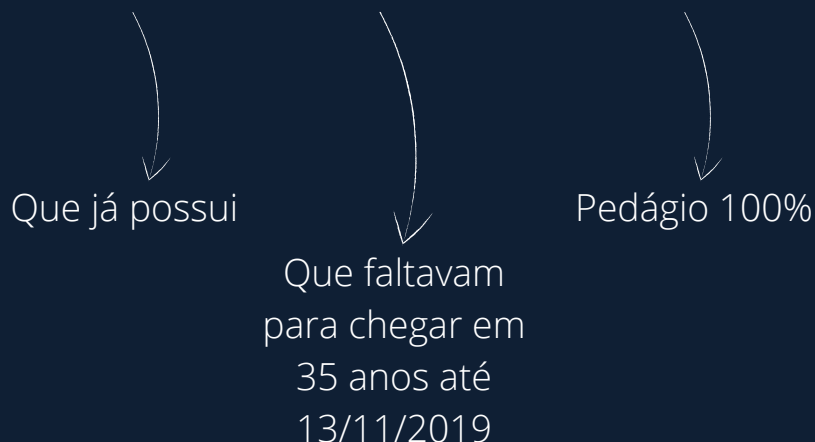 Que já possui
Pedágio 100%
Que faltavam
para chegar em
35 anos até
13/11/2019